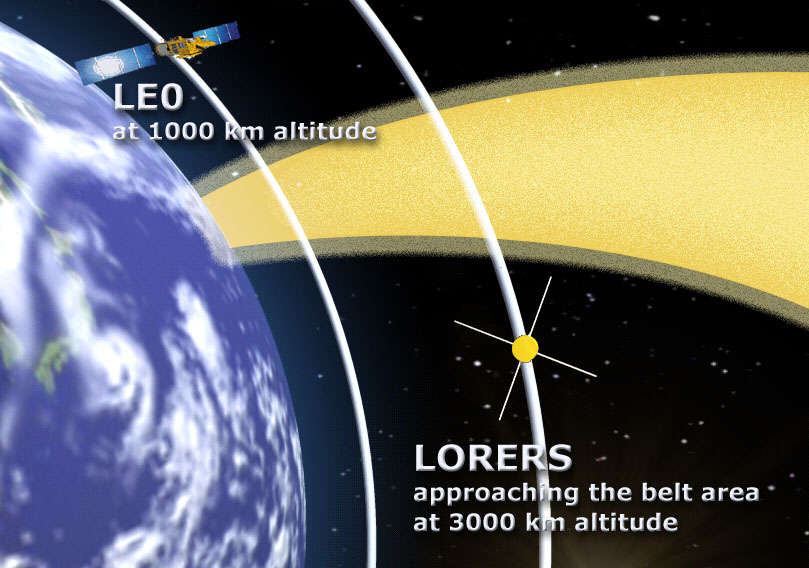 LEO
at 1000 km altitude
LORERS
approaching the belt area
at 3000 km altitude